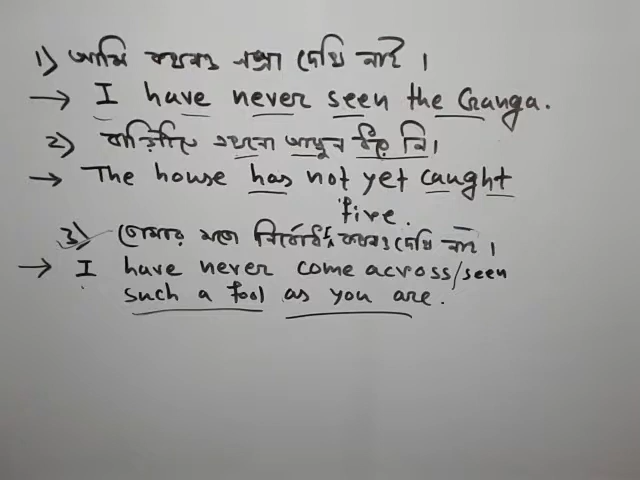 1) আমি কখনও গঙ্গা দেখি নাই।
→ I have never seen the Ganga.
2) বাড়িটিতে এখনো আগুন ধরে নি।
→ The house has not yet caught
fire.
3) তোমার মতো নির্বোধ কখনও দেখি নাই।
→ I have never come across/seen
such a fool as you are.